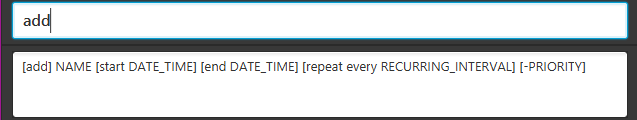 add
[add] NAME [start DATE_TIME] [end DATE_TIME] [repeat every RECURRING_INTERVAL] [-PRIORITY]